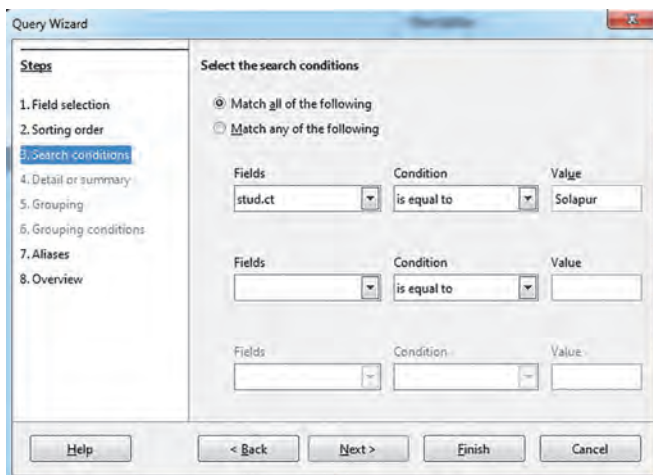 Query Wizard
Steps
1. Field selection
2. Sorting order
3. Search conditions
4. Detail or summary
5. Grouping
6. Grouping conditions
7. Aliases
8. Overview
Select the search conditions
Match all of the following
Match any of the following
Fields Condition Value
stud.ct is equal to Solapur
Fields Condition Value
is equal to
Fields Condition Value
Help < Back Next > Finish Cancel